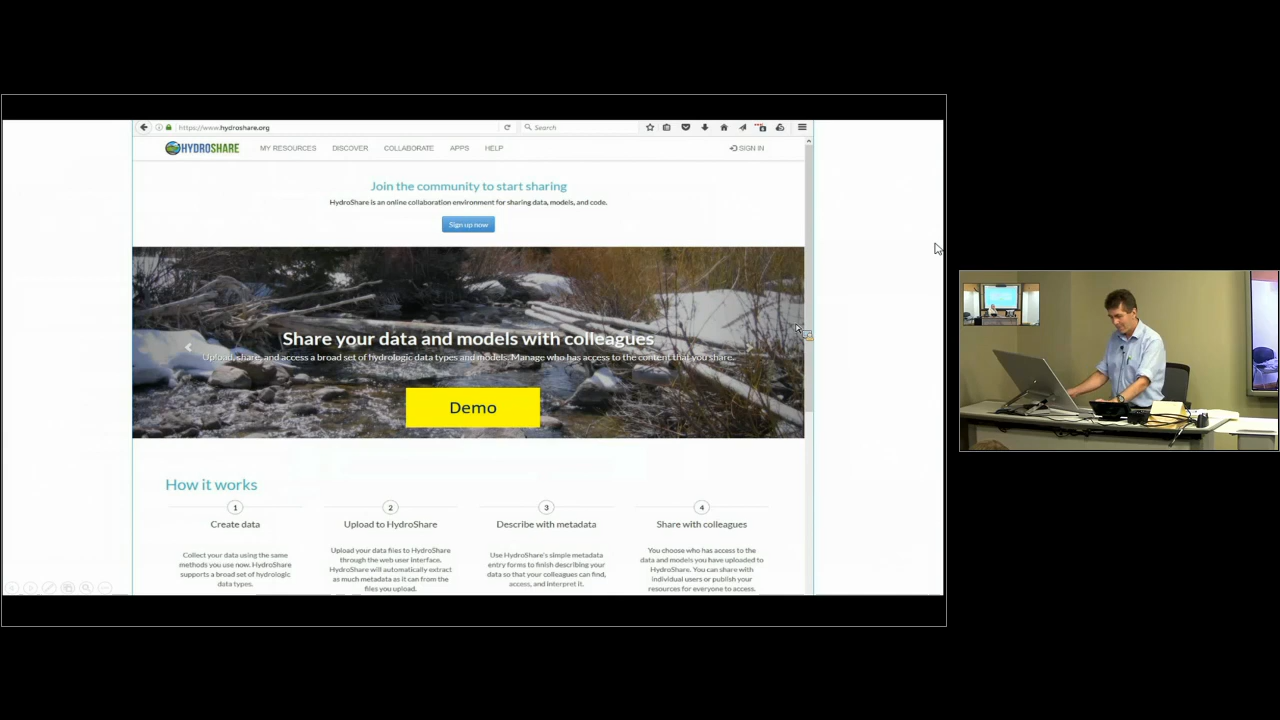 https://www.hydroshare.org
Search
HYDROSHARE
MY RESOURCES DISCOVER COLLABORATE APPS HELP
SIGN IN
Join the community to start sharing
HydroShare is an online collaboration environment for sharing data, models, and code.
Sign up now
Share your data and models with colleagues
Upload, share, and access a broad set of hydrologic data types and models. Manage who has access to the content that you share.
Demo
How it works
1
Create data
Collect your data using the same
methods you use now. HydroShare
supports a broad set of hydrologic
data types.
2
Upload to HydroShare
Upload your data files to HydroShare
through the web user interface.
HydroShare will automatically extract
as much metadata as it can from the
files you upload.
3
Describe with metadata
Use HydroShare's simple metadata
entry forms to finish describing your
data so that your colleagues can find,
access, and interpret it.
4
Share with colleagues
You choose who has access to the
data and models you have uploaded to
HydroShare. You can share with
individual users or publish your
resources for everyone to access.